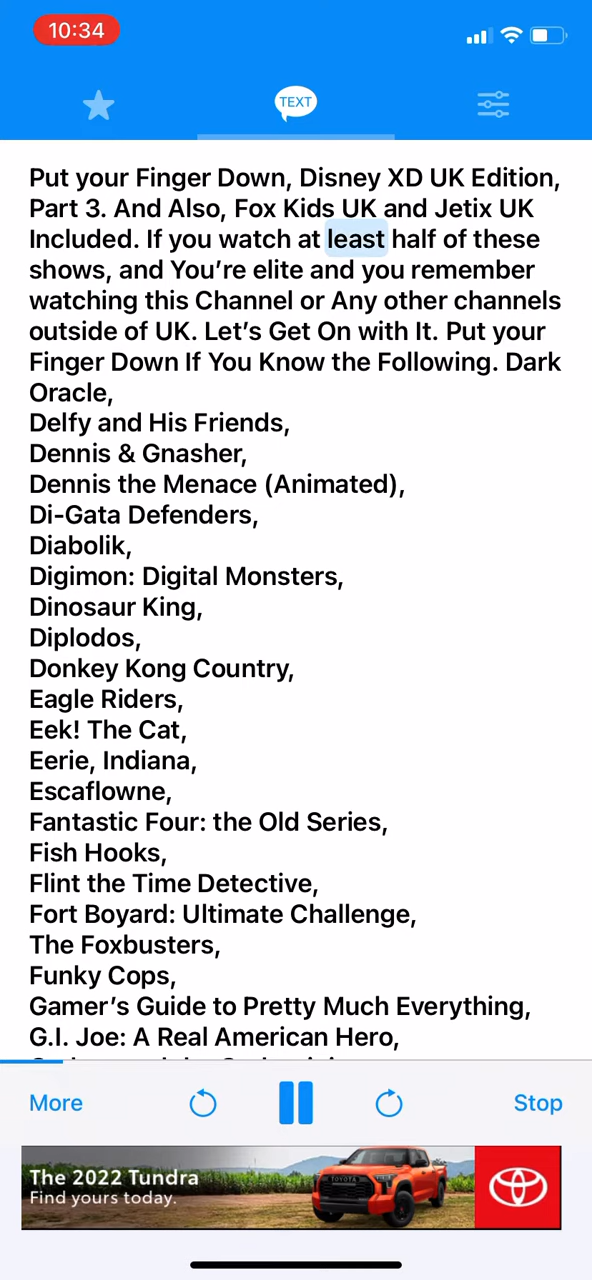 10:34
TEXT
Put your Finger Down, Disney XD UK Edition,
Part 3. And Also, Fox Kids UK and Jetix UK
Included. If you watch at least half of these
shows, and You’re elite and you remember
watching this Channel or Any other channels
outside of UK. Let’s Get On with It. Put your
Finger Down If You Know the Following. Dark
Oracle,
Delfy and His Friends,
Dennis & Gnasher,
Dennis the Menace (Animated),
Di-Gata Defenders,
Diabolik,
Digimon: Digital Monsters,
Dinosaur King,
Diplodos,
Donkey Kong Country,
Eagle Riders,
Eek! The Cat,
Eerie, Indiana,
Escaflowne,
Fantastic Four: the Old Series,
Fish Hooks,
Flint the Time Detective,
Fort Boyard: Ultimate Challenge,
The Foxbusters,
Funky Cops,
Gamer’s Guide to Pretty Much Everything,
G.I. Joe: A Real American Hero,
More
Stop
The 2022 Tundra
Find yours today.
TOYOTA